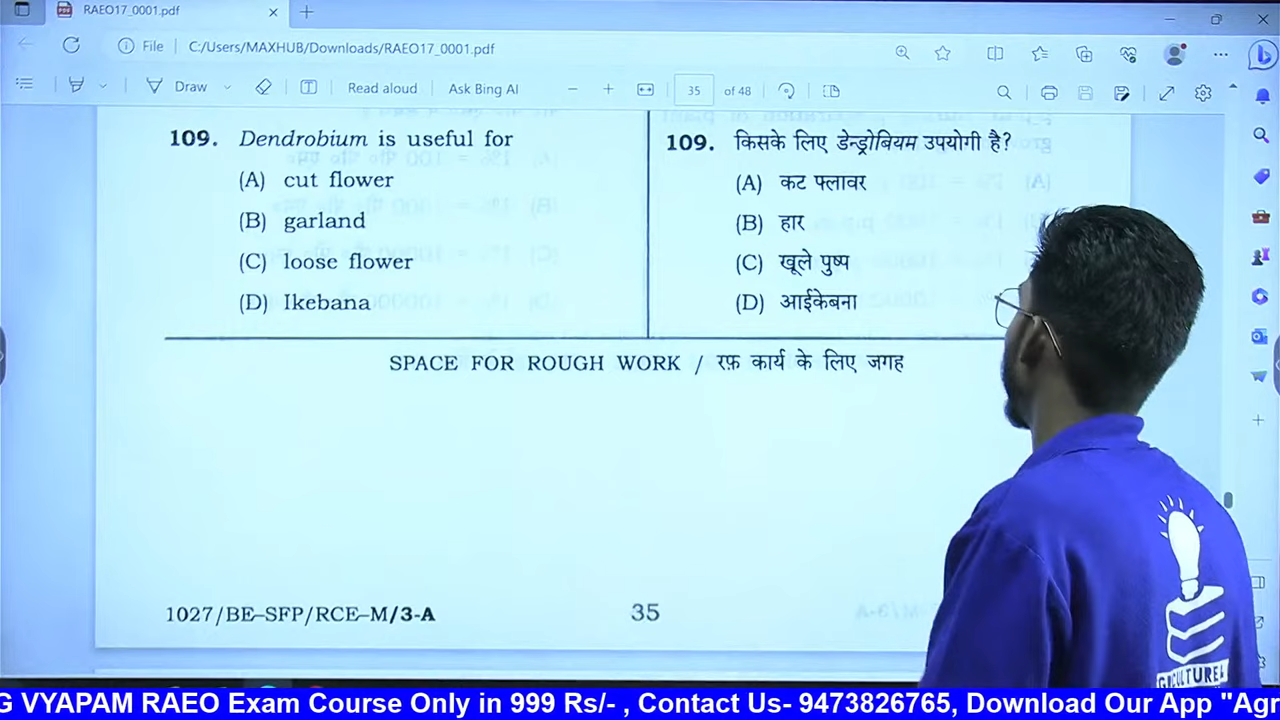 RAEO17_0001.pdf
File
C:/Users/MAXHUB/Downloads/RAEO17_0001.pdf
Draw
Read aloud
Ask Bing AI
35
of 48
109. Dendrobium is useful for
(A) cut flower
(B) garland
(C) loose flower
(D) Ikebana
109. किसके लिए डेन्ड्रोबियम उपयोगी है?
(A) कट फ्लावर
(B) हार
(C) खूले पुष्प
(D) आईकेबना
SPACE FOR ROUGH WORK / रफ़ कार्य के लिए जगह
1027/BE–SFP/RCE–M/3-A
35
G VYAPAM RAEO Exam Course Only in 999 Rs/- , Contact Us- 9473826765, Download Our App "Agr